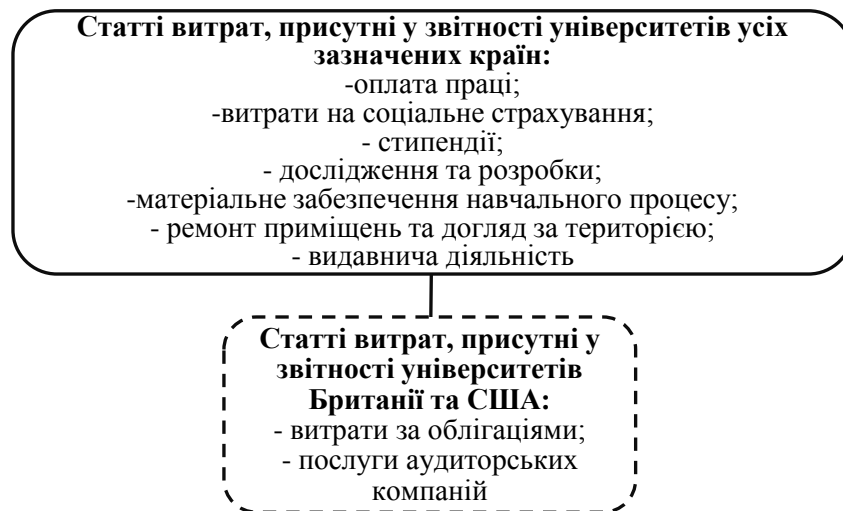 Статті витрат, присутні у звітності університетів усіх
зазначених країн:
-оплата праці;
-витрати на соціальне страхування;
- стипендії;
- дослідження та розробки;
-матеріальне забезпечення навчального процесу;
- ремонт приміщень та догляд за територією;
- видавнича діяльність
Статті витрат, присутні у
звітності університетів
Британії та США:
- витрати за облігаціями;
- послуги аудиторських
компаній